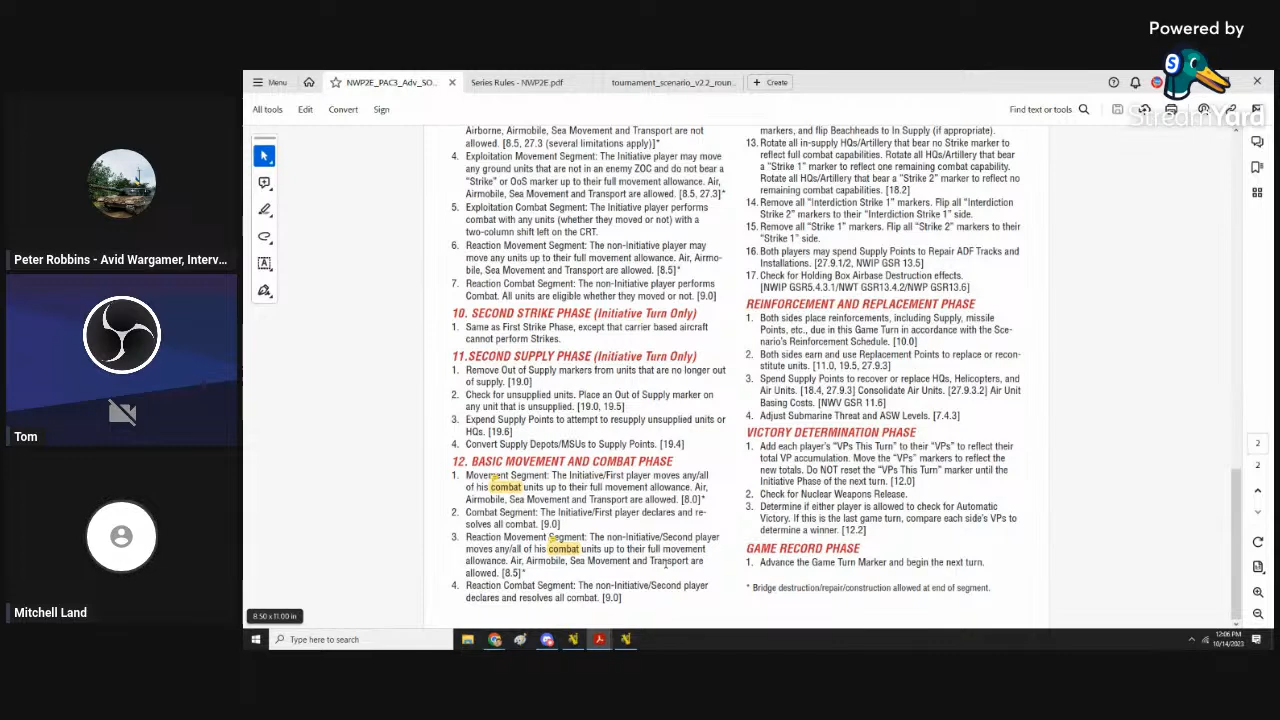 Powered by
StreamYard
Peter Robbins - Avid Wargamer, Interv...
Tom
Mitchell Land
Menu
NWP2E_PAC3_Adv_SO...
Series Rules - NWP2E.pdf
tournament_scenario_v2.2_roun...
Create
All tools
Edit
Convert
Sign
Find text or tools
Airborne, Airmobile, Sea Movement and Transport are not
allowed. [8.5, 27.3 (several limitations apply)]*
4. Exploitation Movement Segment: The Initiative player may move
any ground units that are not in an enemy ZOC and do not bear a
“Strike” or OoS marker up to their full movement allowance. Air,
Airmobile, Sea Movement and Transport are allowed. [8.5, 27.3]*
5. Exploitation Combat Segment: The Initiative player performs
combat with any units (whether they moved or not) with a
two-column shift left on the CRT.
6. Reaction Movement Segment: The non-Initiative player may
move any units up to their full movement allowance. Air, Airmo-
bile, Sea Movement and Transport are allowed. [8.5]*
7. Reaction Combat Segment: The non-Initiative player performs
Combat. All units are eligible whether they moved or not. [9.0]
10. SECOND STRIKE PHASE (Initiative Turn Only)
1. Same as First Strike Phase, except that carrier based aircraft
cannot perform Strikes.
11.SECOND SUPPLY PHASE (Initiative Turn Only)
1. Remove Out of Supply markers from units that are no longer out
of supply. [19.0]
2. Check for unsupplied units. Place an Out of Supply marker on
any unit that is unsupplied. [19.0, 19.5]
3. Expend Supply Points to attempt to resupply unsupplied units or
HQs. [19.6]
4. Convert Supply Depots/MSUs to Supply Points. [19.4]
12. BASIC MOVEMENT AND COMBAT PHASE
1. Movement Segment: The Initiative/First player moves any/all
of his combat units up to their full movement allowance. Air,
Airmobile, Sea Movement and Transport are allowed. [8.0]*
2. Combat Segment: The Initiative/First player declares and re-
solves all combat. [9.0]
3. Reaction Movement Segment: The non-Initiative/Second player
moves any/all of his combat units up to their full movement
allowance. Air, Airmobile, Sea Movement and Transport are
allowed. [8.5]*
4. Reaction Combat Segment: The non-Initiative/Second player
declares and resolves all combat. [9.0]
markers, and flip Beachheads to In Supply (if appropriate).
13. Rotate all in-supply HQs/Artillery that bear no Strike marker to
reflect full combat capabilities. Rotate all HQs/Artillery that bear
a “Strike 1” marker to reflect one remaining combat capability.
Rotate all HQs/Artillery that bear a “Strike 2” marker to reflect no
remaining combat capabilities. [18.2]
14. Remove all “Interdiction Strike 1” markers. Flip all “Interdiction
Strike 2” markers to their “Interdiction Strike 1” side.
15. Remove all “Strike 1” markers. Flip all “Strike 2” markers to their
“Strike 1” side.
16. Both players may spend Supply Points to Repair ADF Tracks and
Installations. [27.9.1/2, NWIP GSR 13.5]
17. Check for Holding Box Airbase Destruction effects.
[NWIP GSR5.4.3.1/NWT GSR13.4.2/NWP GSR13.6]
REINFORCEMENT AND REPLACEMENT PHASE
1. Both sides place reinforcements, including Supply, missile
Points, etc., due in this Game Turn in accordance with the Sce-
nario’s Reinforcement Schedule. [10.0]
2. Both sides earn and use Replacement Points to replace or recon-
stitute units. [11.0, 19.5, 27.9.3]
3. Spend Supply Points to recover or replace HQs, Helicopters, and
Air Units. [18.4, 27.9.3] Consolidate Air Units. [27.9.3.2] Air Unit
Basing Costs. [NWV GSR 11.6]
4. Adjust Submarine Threat and ASW Levels. [7.4.3]
VICTORY DETERMINATION PHASE
1. Add each player’s “VPs This Turn” to their “VPs” to reflect their
total VP accumulation. Move the “VPs” markers to reflect the
new totals. Do NOT reset the “VPs This Turn” marker until the
Initiative Phase of the next turn. [12.0]
2. Check for Nuclear Weapons Release.
3. Determine if either player is allowed to check for Automatic
Victory. If this is the last game turn, compare each side’s VPs to
determine a winner. [12.2]
GAME RECORD PHASE
1. Advance the Game Turn Marker and begin the next turn.
* Bridge destruction/repair/construction allowed at end of segment.
2
2
8.50 x 11.00 in
Type here to search
12:06 PM
10/14/2023